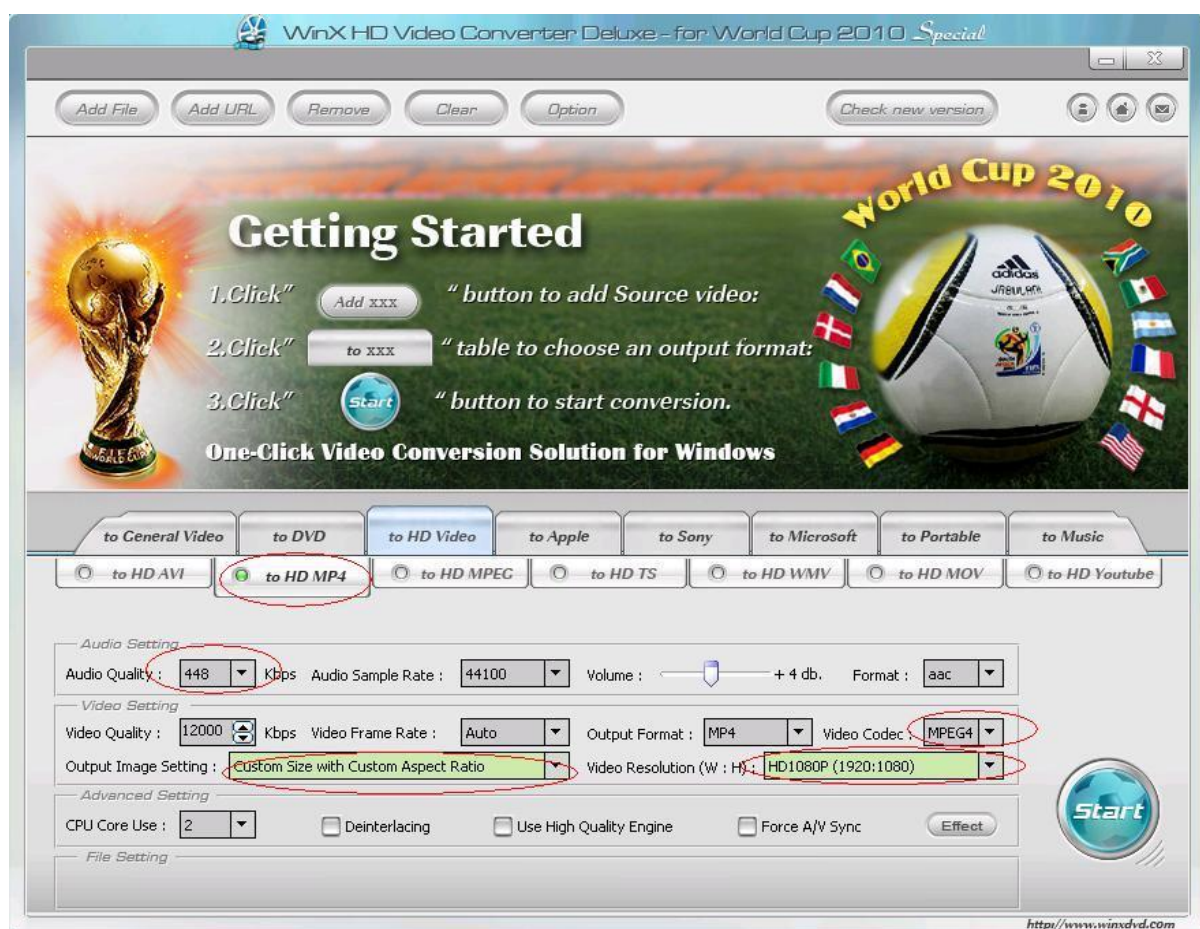 WinX HD Video Converter Deluxe - for World Cup 2010 Special
Add File Add URL Remove Clear Option Check new version
World Cup 2010
Getting Started
1.Click" Add xxx " button to add Source video:
2.Click" to xxx " table to choose an output format:
3.Click" Start " button to start conversion.
One-Click Video Conversion Solution for Windows
adidas
JABULANI
FIFA
WORLD CUP
to General Video to DVD to HD Video to Apple to Sony to Microsoft to Portable to Music
to HD AVI to HD MP4 to HD MPEG to HD TS to HD WMV to HD MOV to HD Youtube
Audio Setting
Audio Quality : 448 Kbps Audio Sample Rate : 44100 Volume : + 4 db. Format : aac
Video Setting
Video Quality : 12000 Kbps Video Frame Rate : Auto Output Format : MP4 Video Codec : MPEG4
Output Image Setting : Custom Size with Custom Aspect Ratio Video Resolution (W : H) : HD1080P (1920:1080)
Advanced Setting
CPU Core Use : 2 Deinterlacing Use High Quality Engine Force A/V Sync Effect
Start
File Setting
http://www.winxdvd.com